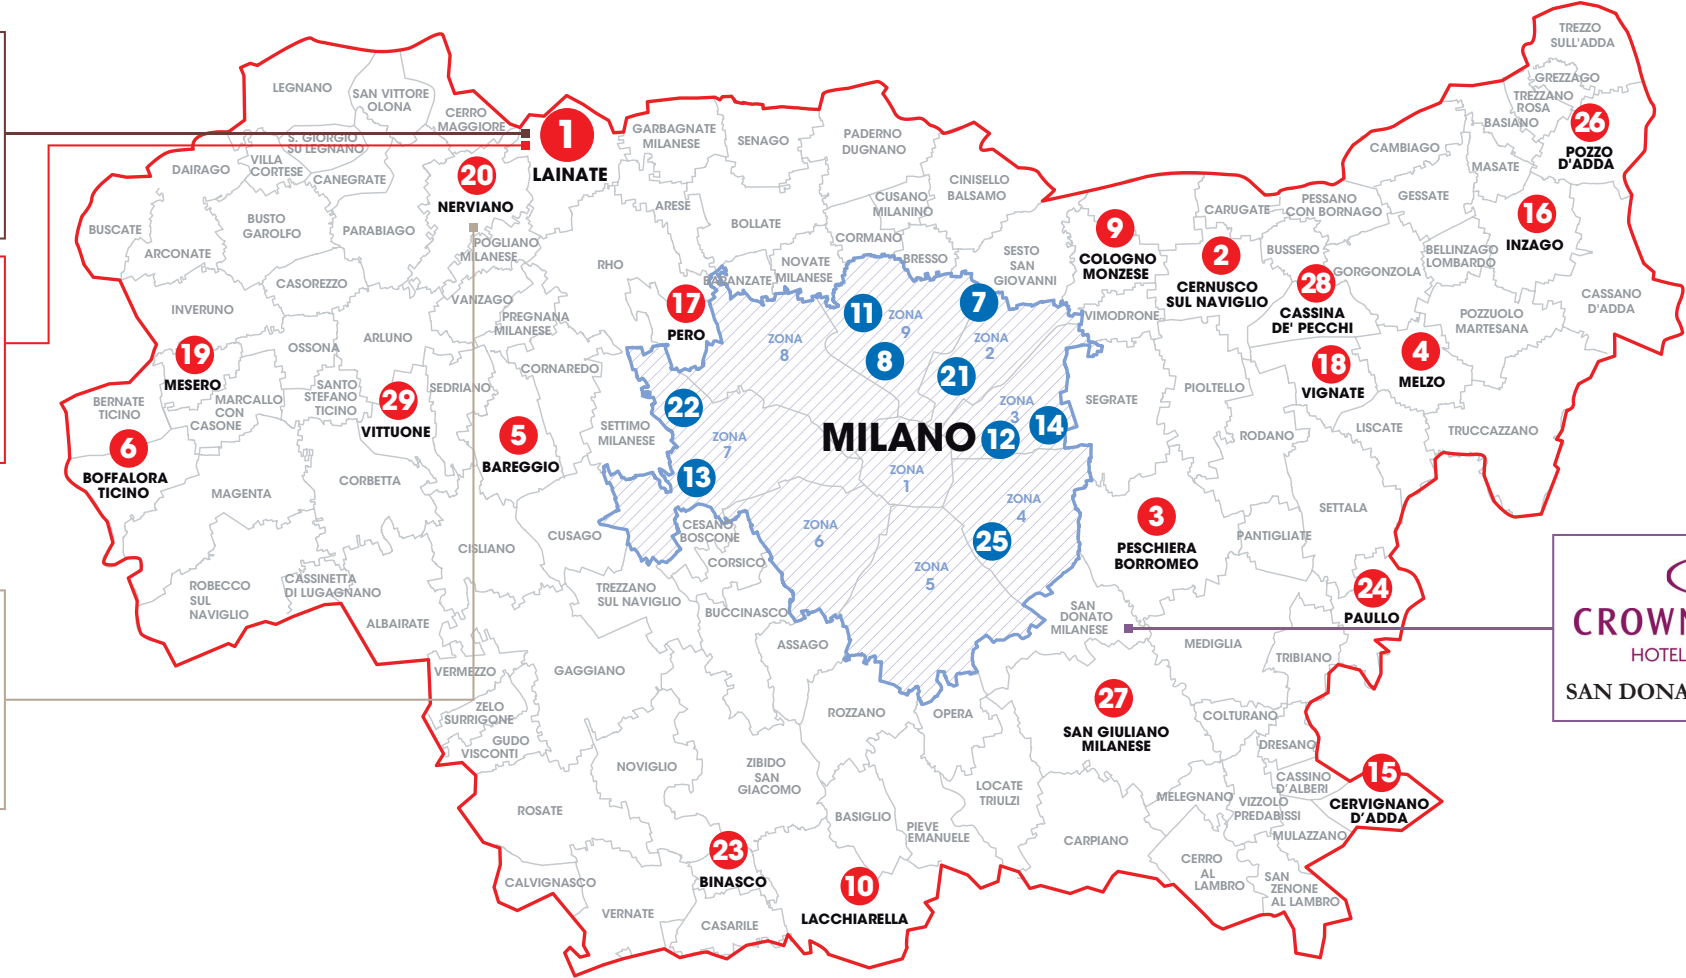 TREZZO
SULL'ADDA
GREZZAGO
TREZZANO
ROSA
BASIANO
26
POZZO
D'ADDA
LEGNANO
SAN VITTORE
OLONA
CERRO
MAGGIORE
S. GIORGIO
SU LEGNANO
VILLA
CORTESE
DAIRAGO
CANEGRATE
1
LAINATE
20
NERVIANO
GARBAGNATE
MILANESE
SENAGO
PADERNO
DUGNANO
CAMBIAGO
MASATE
BUSCATE
ARCONATE
BUSTO
GAROLFO
PARABIAGO
POGLIANO
MILANESE
ARESE
BOLLATE
CUSANO
MILANINO
CINISELLO
BALSAMO
CORMANO
BRESSO
SESTO
SAN
GIOVANNI
9
COLOGNO
MONZESE
CARUGATE
2
CERNUSCO
SUL NAVIGLIO
PESSANO
CON BORNAGO
BUSSERO
GESSATE
16
INZAGO
BELLINZAGO
LOMBARDO
GORGONZOLA
28
CASSINA
DE' PECCHI
CASSANO
D'ADDA
POZZUOLO
MARTESANA
CASOREZZO
INVERUNO
VANZAGO
PREGNANA
MILANESE
RHO
17
PERO
BARANZATE
NOVATE
MILANESE
11
7
ZONA
9
ZONA
8
ZONA
2
8
21
VIMODRONE
19
MESERO
OSSONA
ARLUNO
CORNAREDO
SEDRIANO
4
MELZO
18
VIGNATE
PIOLTELLO
SEGRATE
BERNATE
TICINO
MARCALLO
CON
CASONE
SANTO
STEFANO
TICINO
29
VITTUONE
5
BAREGGIO
SETTIMO
MILANESE
22
ZONA
7
MILANO
ZONA
3
12
14
RODANO
LISCATE
TRUCCAZZANO
6
BOFFALORA
TICINO
MAGENTA
CORBETTA
13
ZONA
1
ZONA
4
SETTALA
CISLIANO
CUSAGO
CESANO
BOSCONE
CORSICO
ZONA
6
25
3
PESCHIERA
BORROMEO
PANTIGLIATE
ROBECCO
SUL
NAVIGLIO
CASSINETTA
DI LUGAGNANO
ALBAIRATE
TREZZANO
SUL NAVIGLIO
BUCCINASCO
ZONA
5
24
PAULLO
SAN
DONATO
MILANESE
CROWN
HOTEL
SAN DONA
MEDIGLIA
TRIBIANO
ASSAGO
VERMEZZO
GAGGIANO
ZELO
SURRIGONE
GUDO
VISCONTI
ROZZANO
OPERA
27
SAN GIULIANO
MILANESE
COLTURANO
DRESANO
NOVIGLIO
ZIBIDO
SAN
GIACOMO
LOCATE
TRIULZI
MELEGNANO
VIZZOLO
PREDABISSI
CASSINO
D'ALBERI
15
CERVIGNANO
D'ADDA
MULAZZANO
ROSATE
BASIGLIO
PIEVE
EMANUELE
CARPIANO
CERRO
AL
LAMBRO
SAN
ZENONE
AL LAMBRO
CALVIGNASCO
VERNATE
23
BINASCO
CASARILE
10
LACCHIARELLA